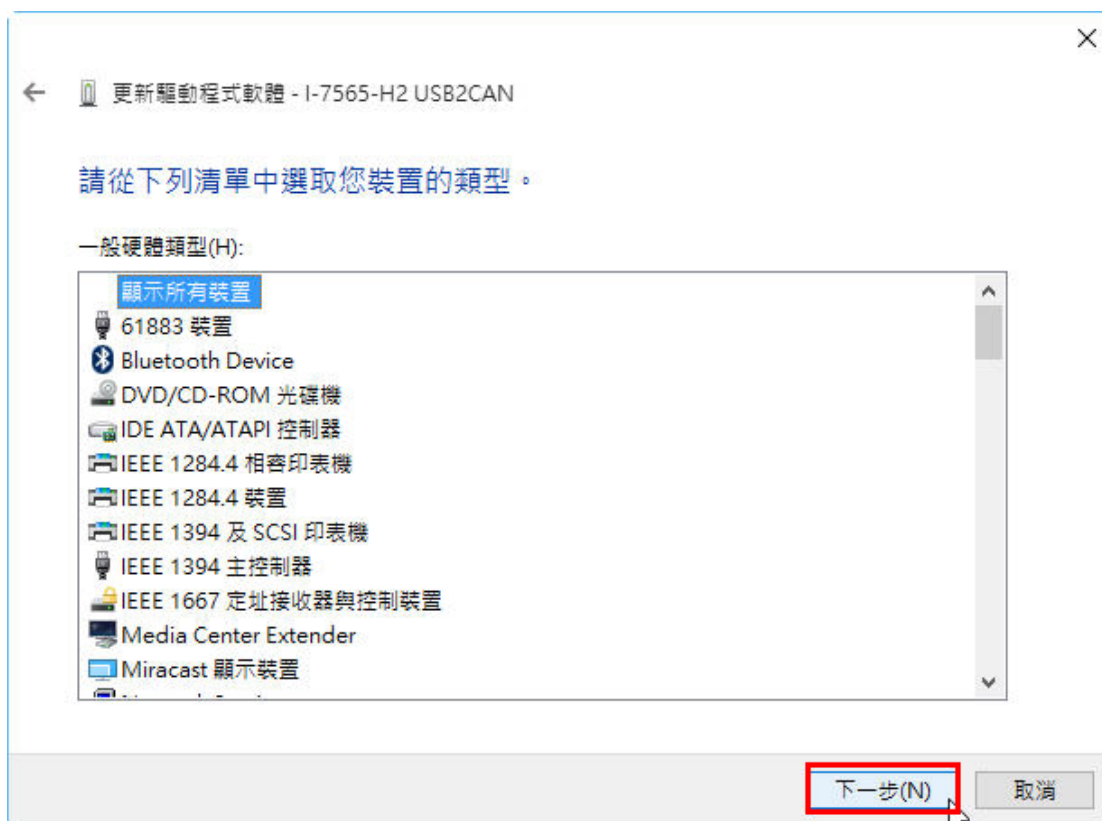 更新驅動程式軟體 - I-7565-H2 USB2CAN
請從下列清單中選取您裝置的類型。
一般硬體類型(H):
顯示所有裝置
61883 裝置
Bluetooth Device
DVD/CD-ROM 光碟機
IDE ATA/ATAPI 控制器
IEEE 1284.4 相容印表機
IEEE 1284.4 裝置
IEEE 1394 及 SCSI 印表機
IEEE 1394 主控制器
IEEE 1667 定址接收器與控制裝置
Media Center Extender
Miracast 顯示裝置
下一步(N) 取消